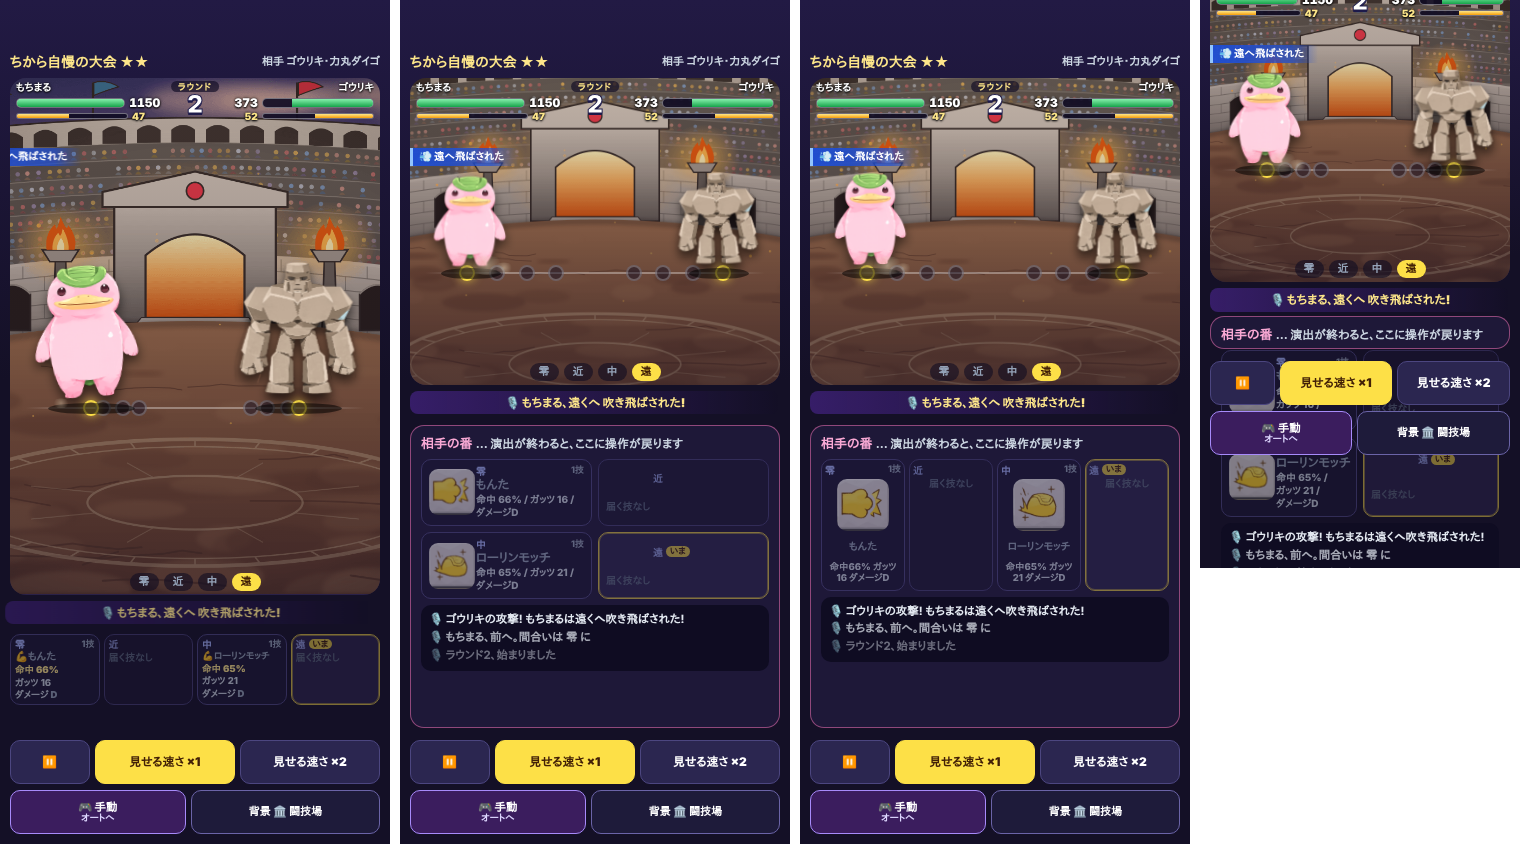 ちから自慢の大会 ★★
相手 ゴウリキ・力丸ダイゴ
もちまる
ラウンド
ゴウリキ
1150
2
373
47
52
へ飛ばされた
零
近
中
遠
🎙️ もちまる、遠くへ 吹き飛ばされた!
零
1技
💪もんた
命中 66%
ガッツ 16
ダメージ D
近
届く技なし
中
1技
💪ローリンモッチ
命中 65%
ガッツ 21
ダメージ D
遠 いま
届く技なし
⏸
見せる速さ ×1
見せる速さ ×2
🎮 手動
オートへ
背景 🏛️ 闘技場
ちから自慢の大会 ★★
相手 ゴウリキ・力丸ダイゴ
もちまる
ラウンド
ゴウリキ
1150
2
373
47
52
💨 遠へ飛ばされた
零
近
中
遠
🎙️ もちまる、遠くへ 吹き飛ばされた!
相手の番 … 演出が終わると、ここに操作が戻ります
零
1技
もんた
命中 66% / ガッツ 16 /
ダメージD
近
届く技なし
中
1技
ローリンモッチ
命中 65% / ガッツ 21 /
ダメージD
遠 いま
届く技なし
🎙️ ゴウリキの攻撃! もちまるは遠くへ吹き飛ばされた!
🎙️ もちまる、前へ。間合いは 零 に
🎙️ ラウンド2、始まりました
⏸
見せる速さ ×1
見せる速さ ×2
🎮 手動
オートへ
背景 🏛️ 闘技場
ちから自慢の大会 ★★
相手 ゴウリキ・力丸ダイゴ
もちまる
ラウンド
ゴウリキ
1150
2
373
47
52
💨 遠へ飛ばされた
零
近
中
遠
🎙️ もちまる、遠くへ 吹き飛ばされた!
相手の番 … 演出が終わると、ここに操作が戻ります
零
1技
もんた
命中66% ガッツ
16 ダメージD
近
届く技なし
中
1技
ローリンモッチ
命中65% ガッツ
21 ダメージD
遠 いま
届く技なし
🎙️ ゴウリキの攻撃! もちまるは遠くへ吹き飛ばされた!
🎙️ もちまる、前へ。間合いは 零 に
🎙️ ラウンド2、始まりました
⏸
見せる速さ ×1
見せる速さ ×2
🎮 手動
オートへ
背景 🏛️ 闘技場
1150
2
373
47
52
💨 遠へ飛ばされた
零
近
中
遠
🎙️ もちまる、遠くへ 吹き飛ばされた!
相手の番 … 演出が終わると、ここに操作が戻ります
⏸
見せる速さ ×1
見せる速さ ×2
🎮 手動
オートへ
背景 🏛️ 闘技場
ローリンモッチ
命中 65% /
ガッツ 21 /
ダメージD
遠 いま
届く技なし
🎙️ ゴウリキの攻撃! もちまるは遠くへ吹き飛ばされた!
🎙️ もちまる、前へ。間合いは 零 に